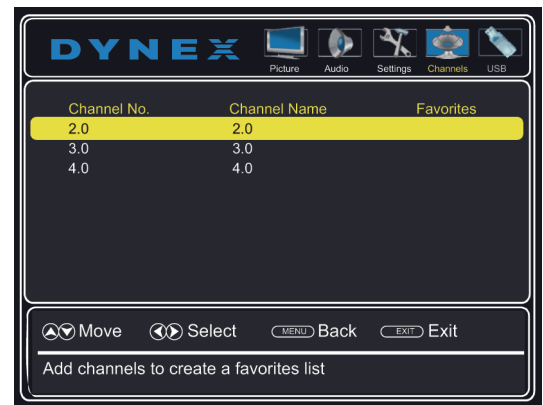 DYNEX
Picture Audio Settings Channels USB
Channel No. Channel Name Favorites
2.0 2.0
3.0 3.0
4.0 4.0
Move Select MENU Back EXIT Exit
Add channels to create a favorites list